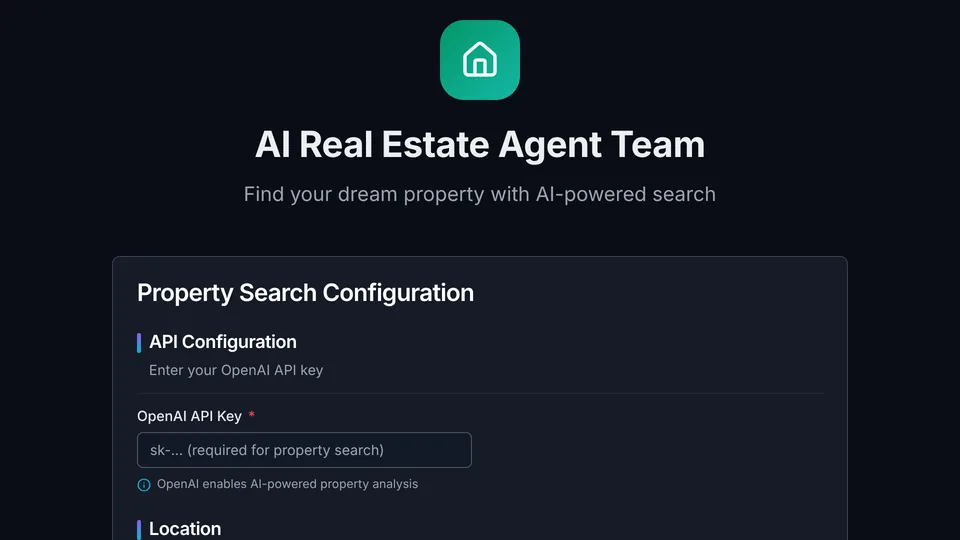 AI Real Estate Agent Team
Find your dream property with AI-powered search
Property Search Configuration
API Configuration
Enter your OpenAI API key
OpenAI API Key *
sk-... (required for property search)
OpenAI enables AI-powered property analysis
Location